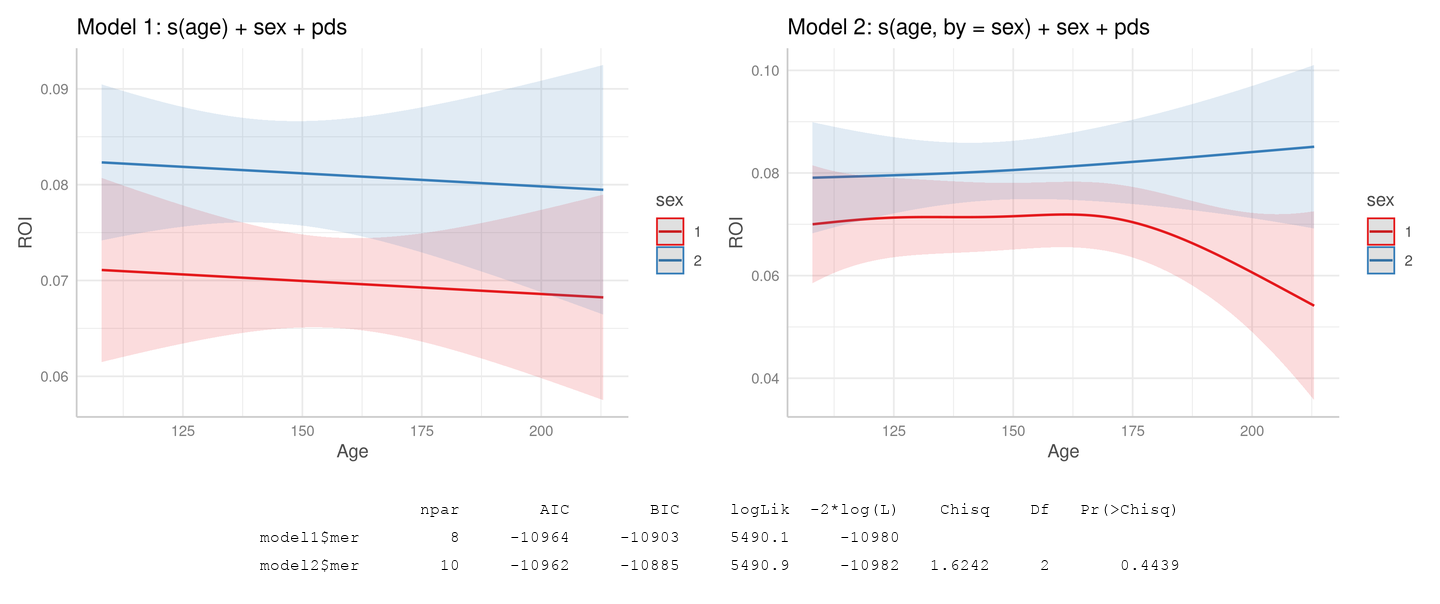 Model 1: s(age) + sex + pds
0.09
0.08
0.07
0.06
ROI
125 150 175 200
Age
sex
1
2
Model 2: s(age, by = sex) + sex + pds
0.10
0.08
0.06
0.04
ROI
125 150 175 200
Age
sex
1
2
npar AIC BIC logLik -2*log(L) Chisq Df Pr(>Chisq)
model1$mer 8 -10964 -10903 5490.1 -10980
model2$mer 10 -10962 -10885 5490.9 -10982 1.6242 2 0.4439